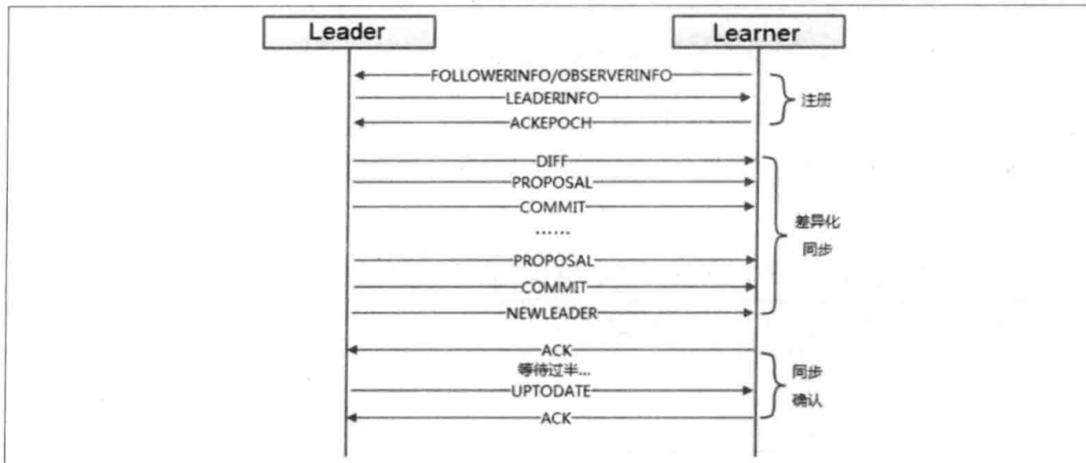 Leader
Learner
FOLLOWERINFO/OBSERVERINFO
LEADERINFO
ACKEPOCH
注册
DIFF
PROPOSAL
COMMIT
……
PROPOSAL
COMMIT
NEWLEADER
差异化
同步
ACK
等待过半...
UPTODATE
ACK
同步
确认